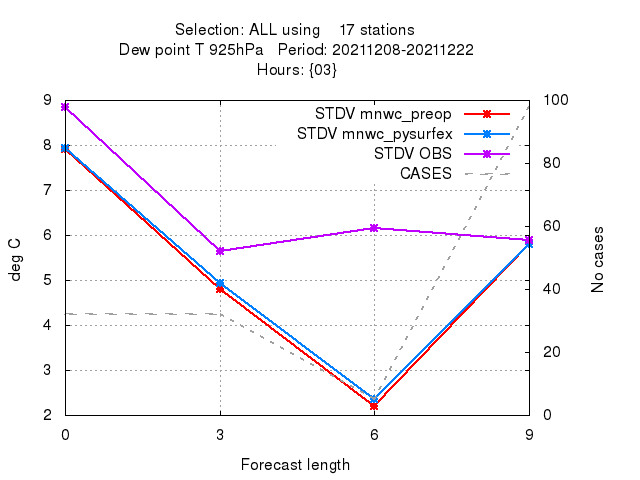 Selection: ALL using    17 stations
Dew point T 925hPa   Period: 20211208-20211222
Hours: {03}
STDV mnwc_preop
STDV mnwc_pysurfex
STDV OBS
CASES
9
8
7
6
5
4
3
2
deg C
100
80
60
40
20
0
No cases
0 3 6 9
Forecast length